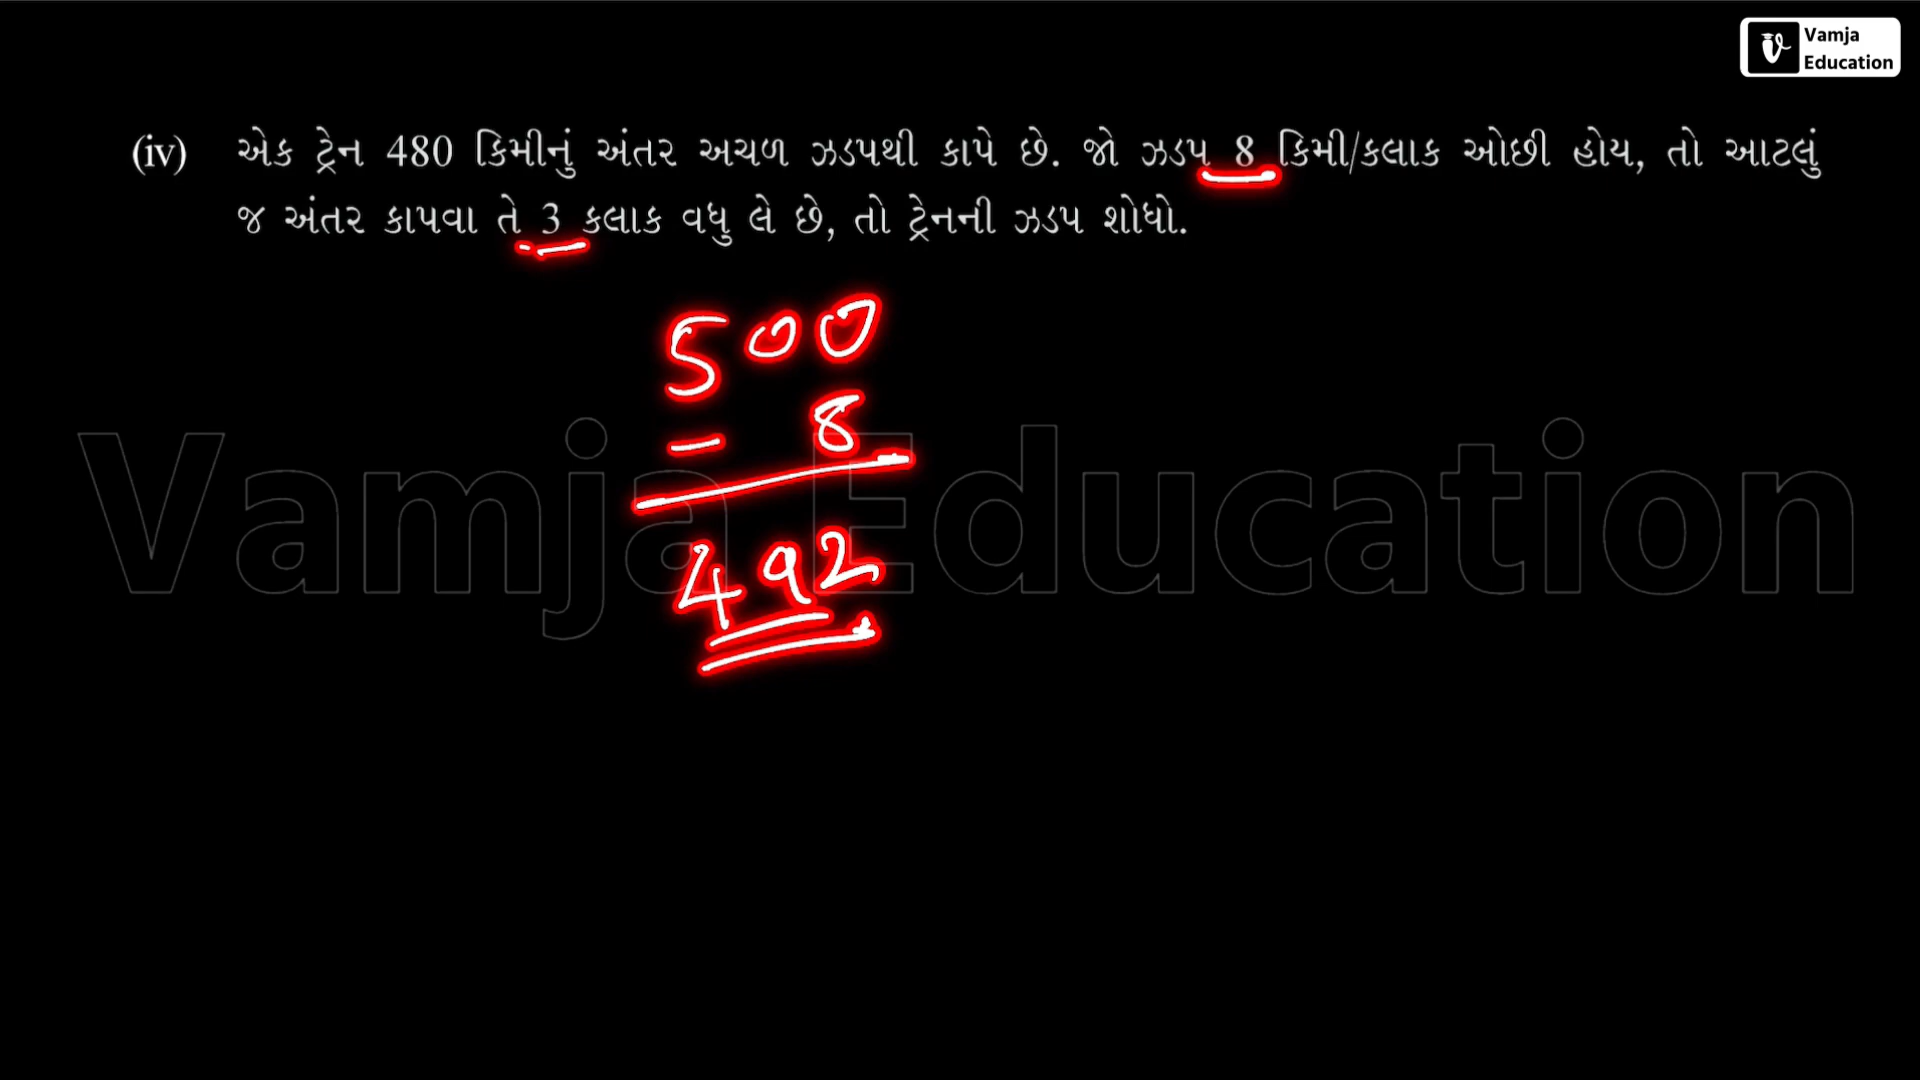 Vamja
Education
(iv) એક ટ્રેન 480 કિમીનું અંતર અચળ ઝડપથી કાપે છે. જો ઝડપ 8 કિમી/કલાક ઓછી હોય, તો આટલું
જ અંતર કાપવા તે 3 કલાક વધુ લે છે, તો ટ્રેનની ઝડપ શોધો.
500
- 8
492
Vamja Education